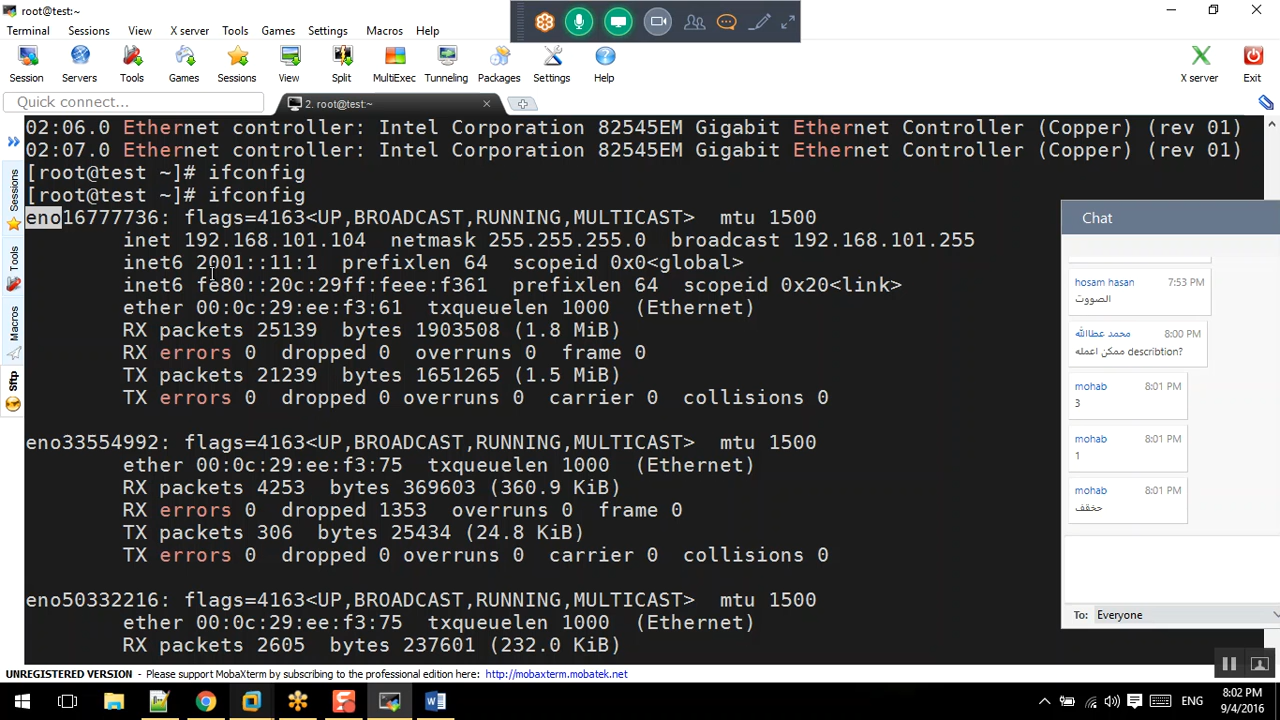 root@test:~
Terminal Sessions View X server Tools Games Settings Macros Help
Session Servers Tools Games Sessions View Split MultiExec Tunneling Packages Settings Help X server Exit
Quick connect...
2. root@test:~
Sessions
Tools
Macros
Sftp
02:06.0 Ethernet controller: Intel Corporation 82545EM Gigabit Ethernet Controller (Copper) (rev 01)
02:07.0 Ethernet controller: Intel Corporation 82545EM Gigabit Ethernet Controller (Copper) (rev 01)
[root@test ~]# ifconfig
[root@test ~]# ifconfig
eno16777736: flags=4163<UP,BROADCAST,RUNNING,MULTICAST> mtu 1500
inet 192.168.101.104 netmask 255.255.255.0 broadcast 192.168.101.255
inet6 2001::11:1 prefixlen 64 scopeid 0x0<global>
inet6 fe80::20c:29ff:feee:f361 prefixlen 64 scopeid 0x20<link>
ether 00:0c:29:ee:f3:61 txqueuelen 1000 (Ethernet)
RX packets 25139 bytes 1903508 (1.8 MiB)
RX errors 0 dropped 0 overruns 0 frame 0
TX packets 21239 bytes 1651265 (1.5 MiB)
TX errors 0 dropped 0 overruns 0 carrier 0 collisions 0
eno33554992: flags=4163<UP,BROADCAST,RUNNING,MULTICAST> mtu 1500
ether 00:0c:29:ee:f3:75 txqueuelen 1000 (Ethernet)
RX packets 4253 bytes 369603 (360.9 KiB)
RX errors 0 dropped 1353 overruns 0 frame 0
TX packets 306 bytes 25434 (24.8 KiB)
TX errors 0 dropped 0 overruns 0 carrier 0 collisions 0
eno50332216: flags=4163<UP,BROADCAST,RUNNING,MULTICAST> mtu 1500
ether 00:0c:29:ee:f3:75 txqueuelen 1000 (Ethernet)
RX packets 2605 bytes 237601 (232.0 KiB)
Chat
hosam hasan 7:53 PM
الصووت
محمد عطاالله 8:00 PM
ممكن اعمله describtion?
mohab 8:01 PM
3
mohab 8:01 PM
1
mohab 8:01 PM
حخقف
To: Everyone
UNREGISTERED VERSION - Please support MobaXterm by subscribing to the professional edition here: http://mobaxterm.mobatek.net
ENG
8:02 PM
9/4/2016